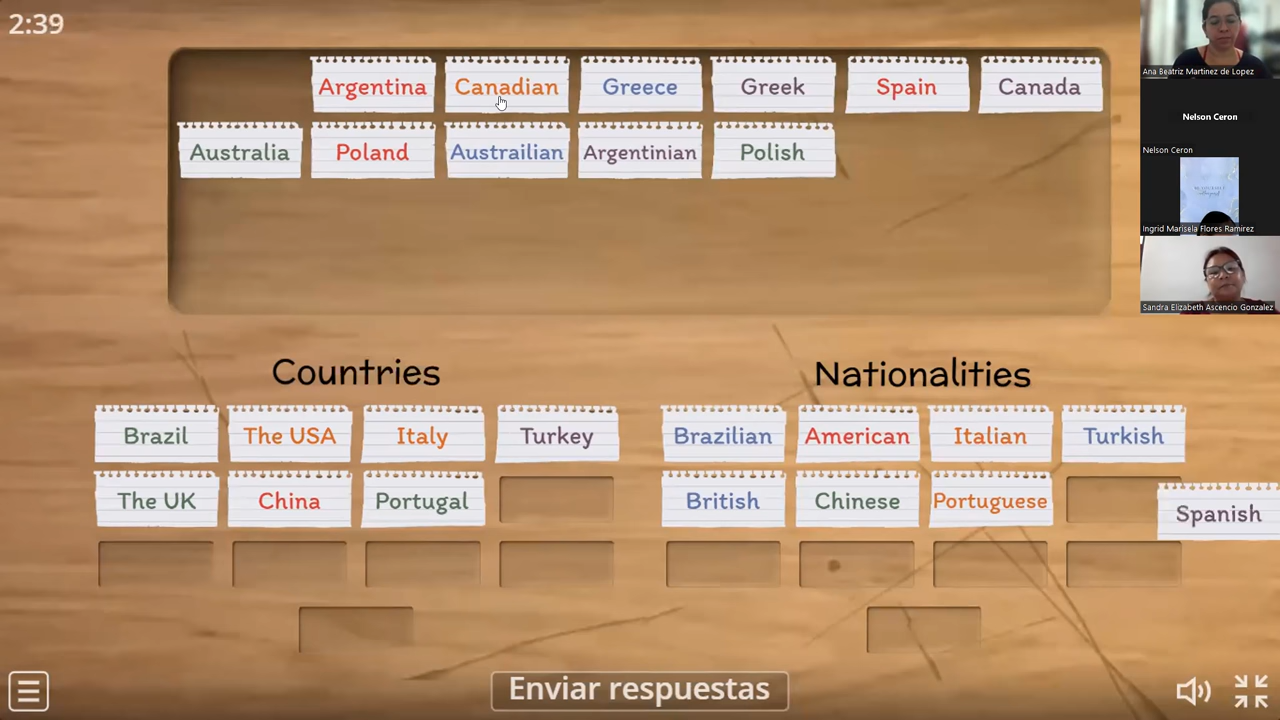 2:39
Argentina Canadian Greece Greek Spain Canada
Australia Poland Austrailian Argentinian Polish
Countries Nationalities
Brazil The USA Italy Turkey Brazilian American Italian Turkish
The UK China Portugal British Chinese Portuguese Spanish
Enviar respuestas
Ana Beatriz Martinez de Lopez
Nelson Ceron
Nelson Ceron
Ingrid Marisela Flores Ramirez
Sandra Elizabeth Ascencio Gonzalez